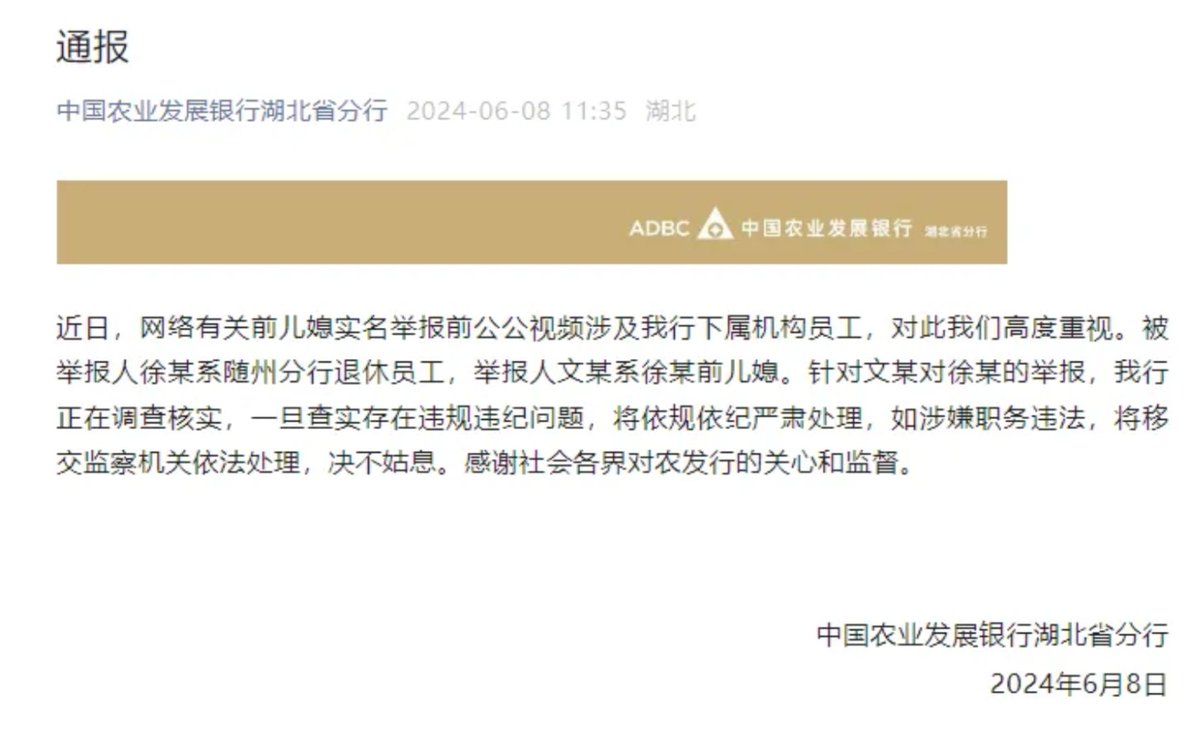 通报
中国农业发展银行湖北省分行 2024-06-08 11:35 湖北
ADBC 中国农业发展银行 湖北省分行
近日，网络有关前儿媳实名举报前公公视频涉及我行下属机构员工，对此我们高度重视。被
举报人徐某系随州分行退休员工，举报人文某系徐某前儿媳。针对文某对徐某的举报，我行
正在调查核实，一旦查实存在违规违纪问题，将依规依纪严肃处理，如涉嫌职务违法，将移
交监察机关依法处理，决不姑息。感谢社会各界对农发行的关心和监督。
中国农业发展银行湖北省分行
2024年6月8日